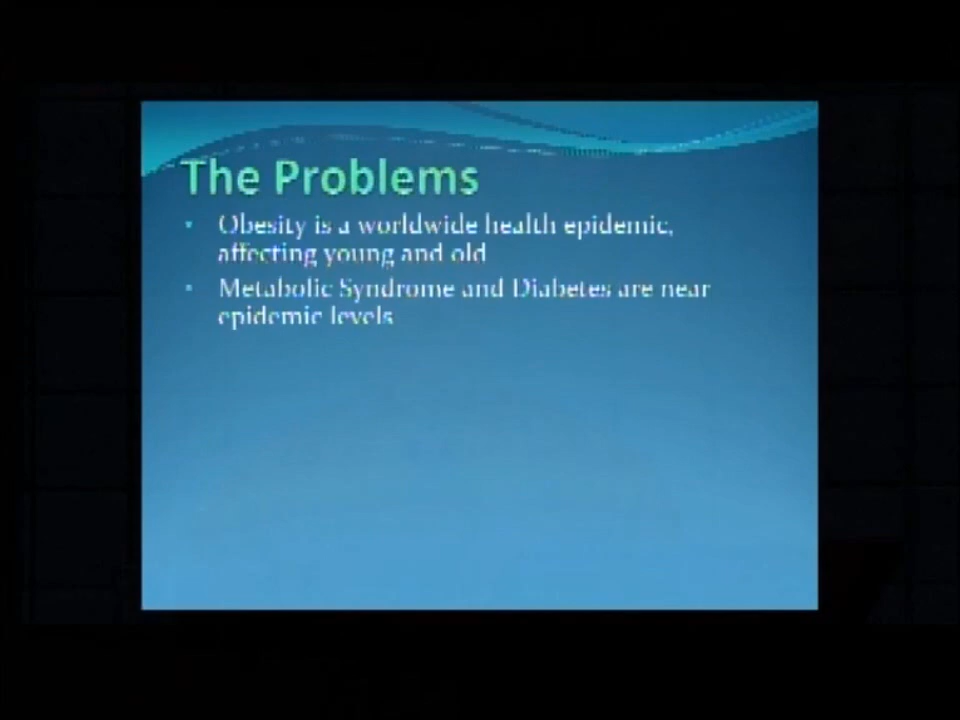 The Problems
Obesity is a worldwide health epidemic,
affecting young and old
Metabolic Syndrome and Diabetes are near
epidemic levels